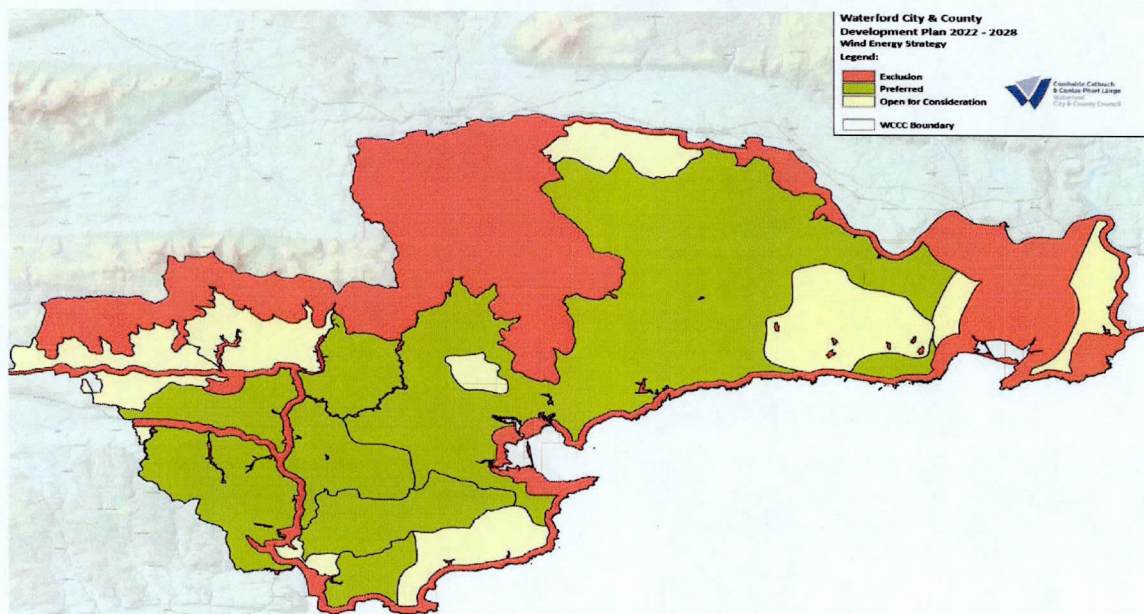 Waterford City & County
Development Plan 2022 - 2028
Wind Energy Strategy
Legend:
Exclusion
Preferred
Open for Consideration
WCCC Boundary
Comhairle Cathrach
& Contae Phort Láirge
Waterford
City & County Council